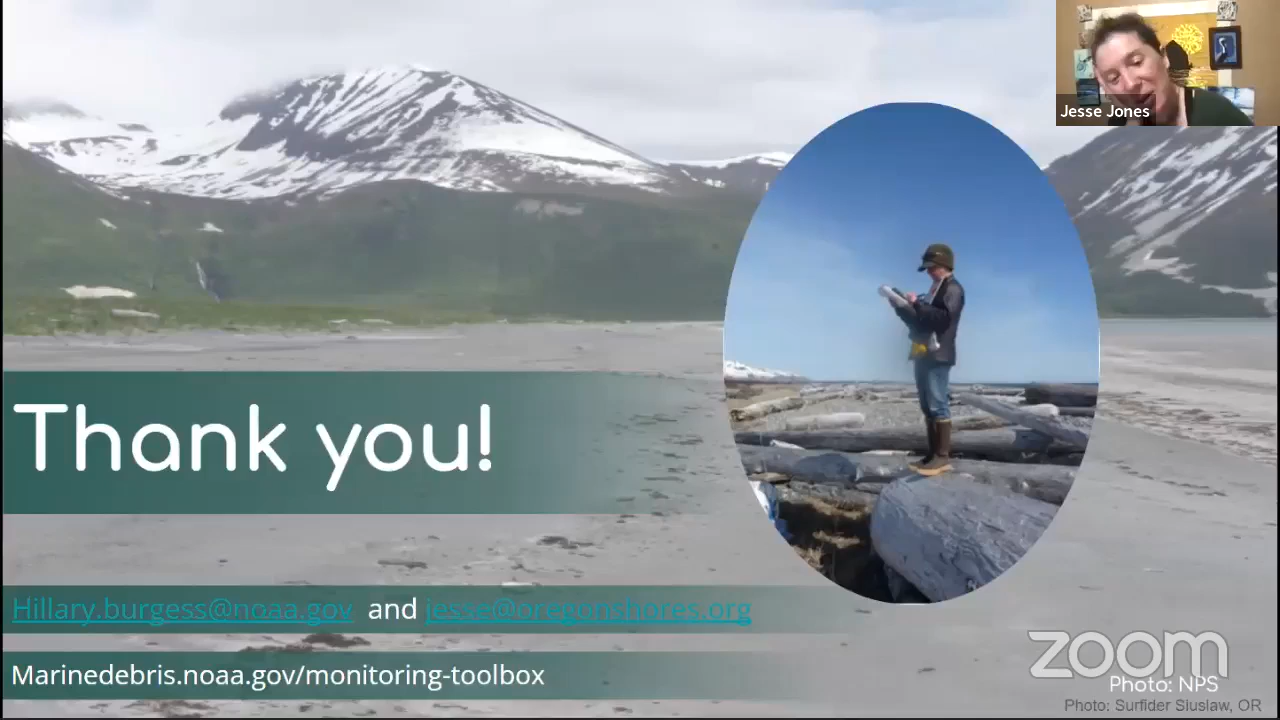 Jesse Jones
Thank you!
Hillary.burgess@noaa.gov and jesse@oregonshores.org
Marinedebris.noaa.gov/monitoring-toolbox
zoom
Photo: NPS
Photo: Surfider Siuslaw, OR